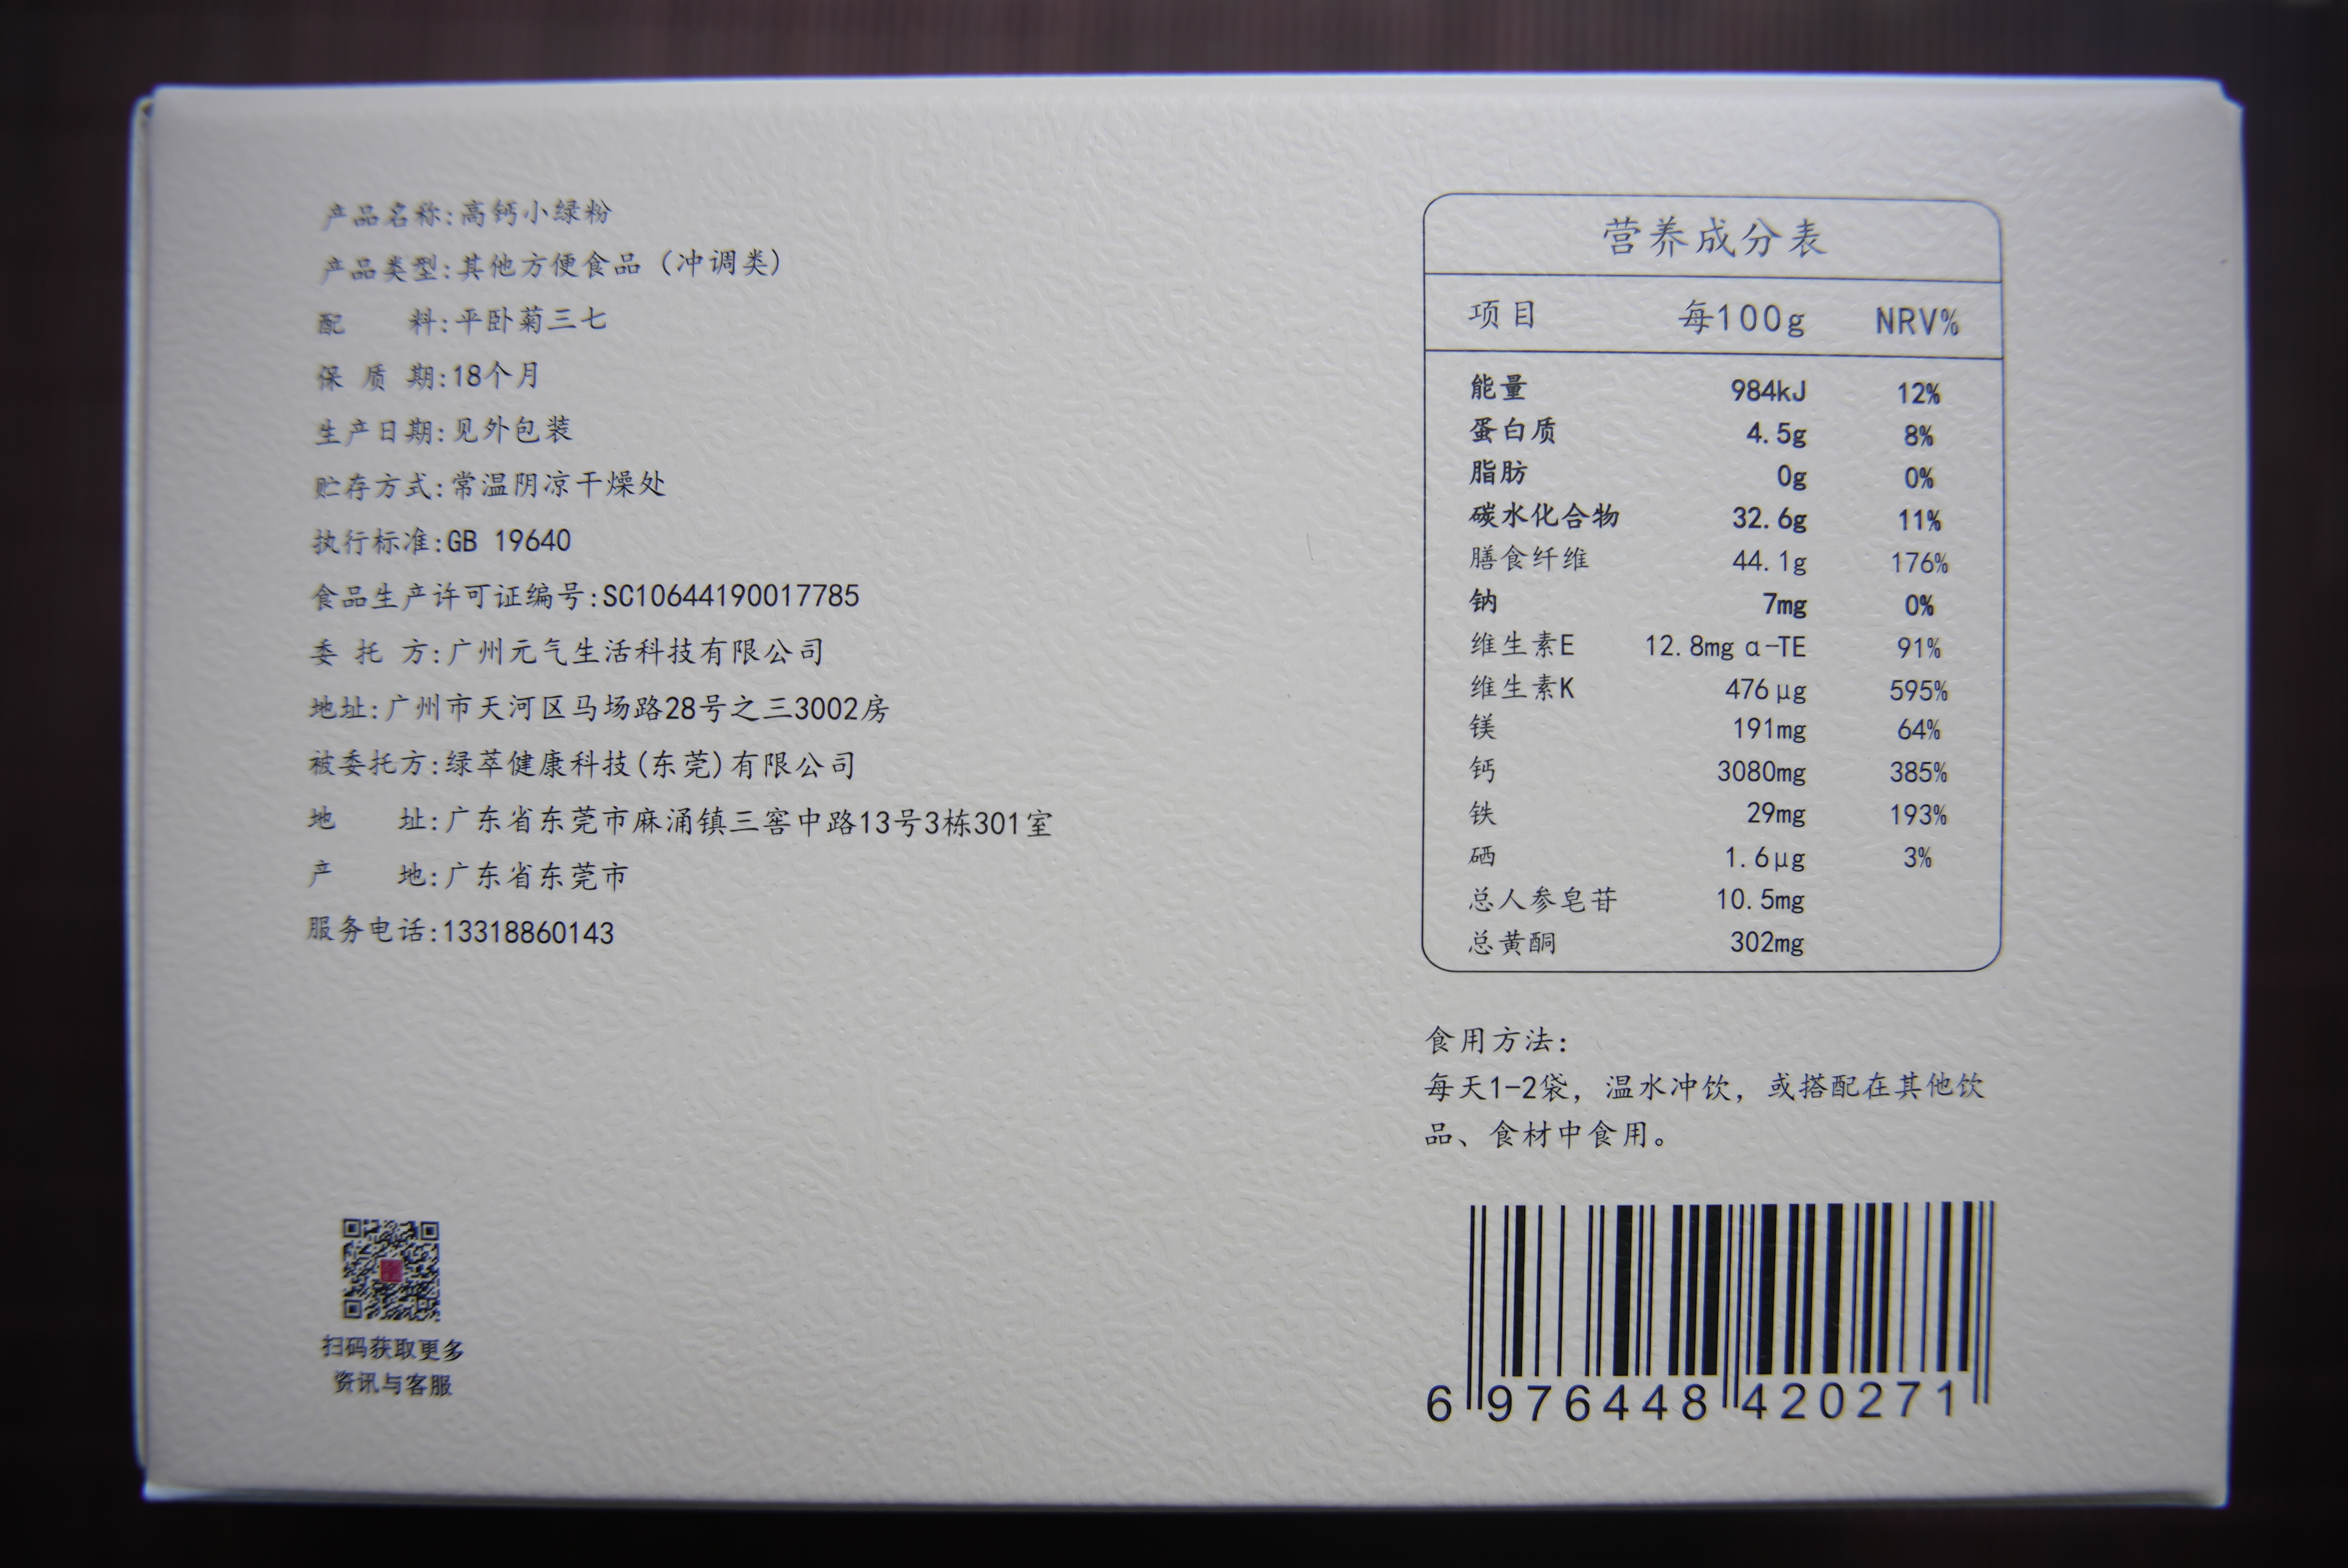 产品名称:高钙小绿粉
产品类型:其他方便食品（冲调类）
配 料:平卧菊三七
保 质 期:18个月
生产日期:见外包装
贮存方式:常温阴凉干燥处
执行标准:GB 19640
食品生产许可证编号:SC10644190017785
委 托 方:广州元气生活科技有限公司
地址:广州市天河区马场路28号之三3002房
被委托方:绿萃健康科技(东莞)有限公司
地 址:广东省东莞市麻涌镇三窖中路13号3栋301室
产 地:广东省东莞市
服务电话:13318860143
扫码获取更多
资讯与客服
营养成分表
项目 每100g NRV%
能量 984kJ 12%
蛋白质 4.5g 8%
脂肪 0g 0%
碳水化合物 32.6g 11%
膳食纤维 44.1g 176%
钠 7mg 0%
维生素E 12.8mg α-TE 91%
维生素K 476μg 595%
镁 191mg 64%
钙 3080mg 385%
铁 29mg 193%
硒 1.6μg 3%
总人参皂苷 10.5mg
总黄酮 302mg
食用方法:
每天1-2袋，温水冲饮，或搭配在其他饮
品、食材中食用。
6 976448 420271